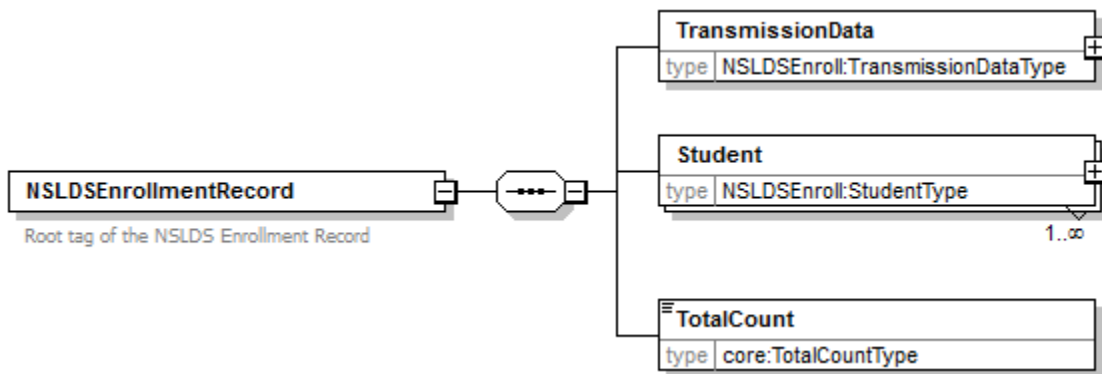 TransmissionData
type NSLDSEnroll:TransmissionDataType
Student
type NSLDSEnroll:StudentType
1..∞
NSLDSEnrollmentRecord
Root tag of the NSLDS Enrollment Record
TotalCount
type core:TotalCountType